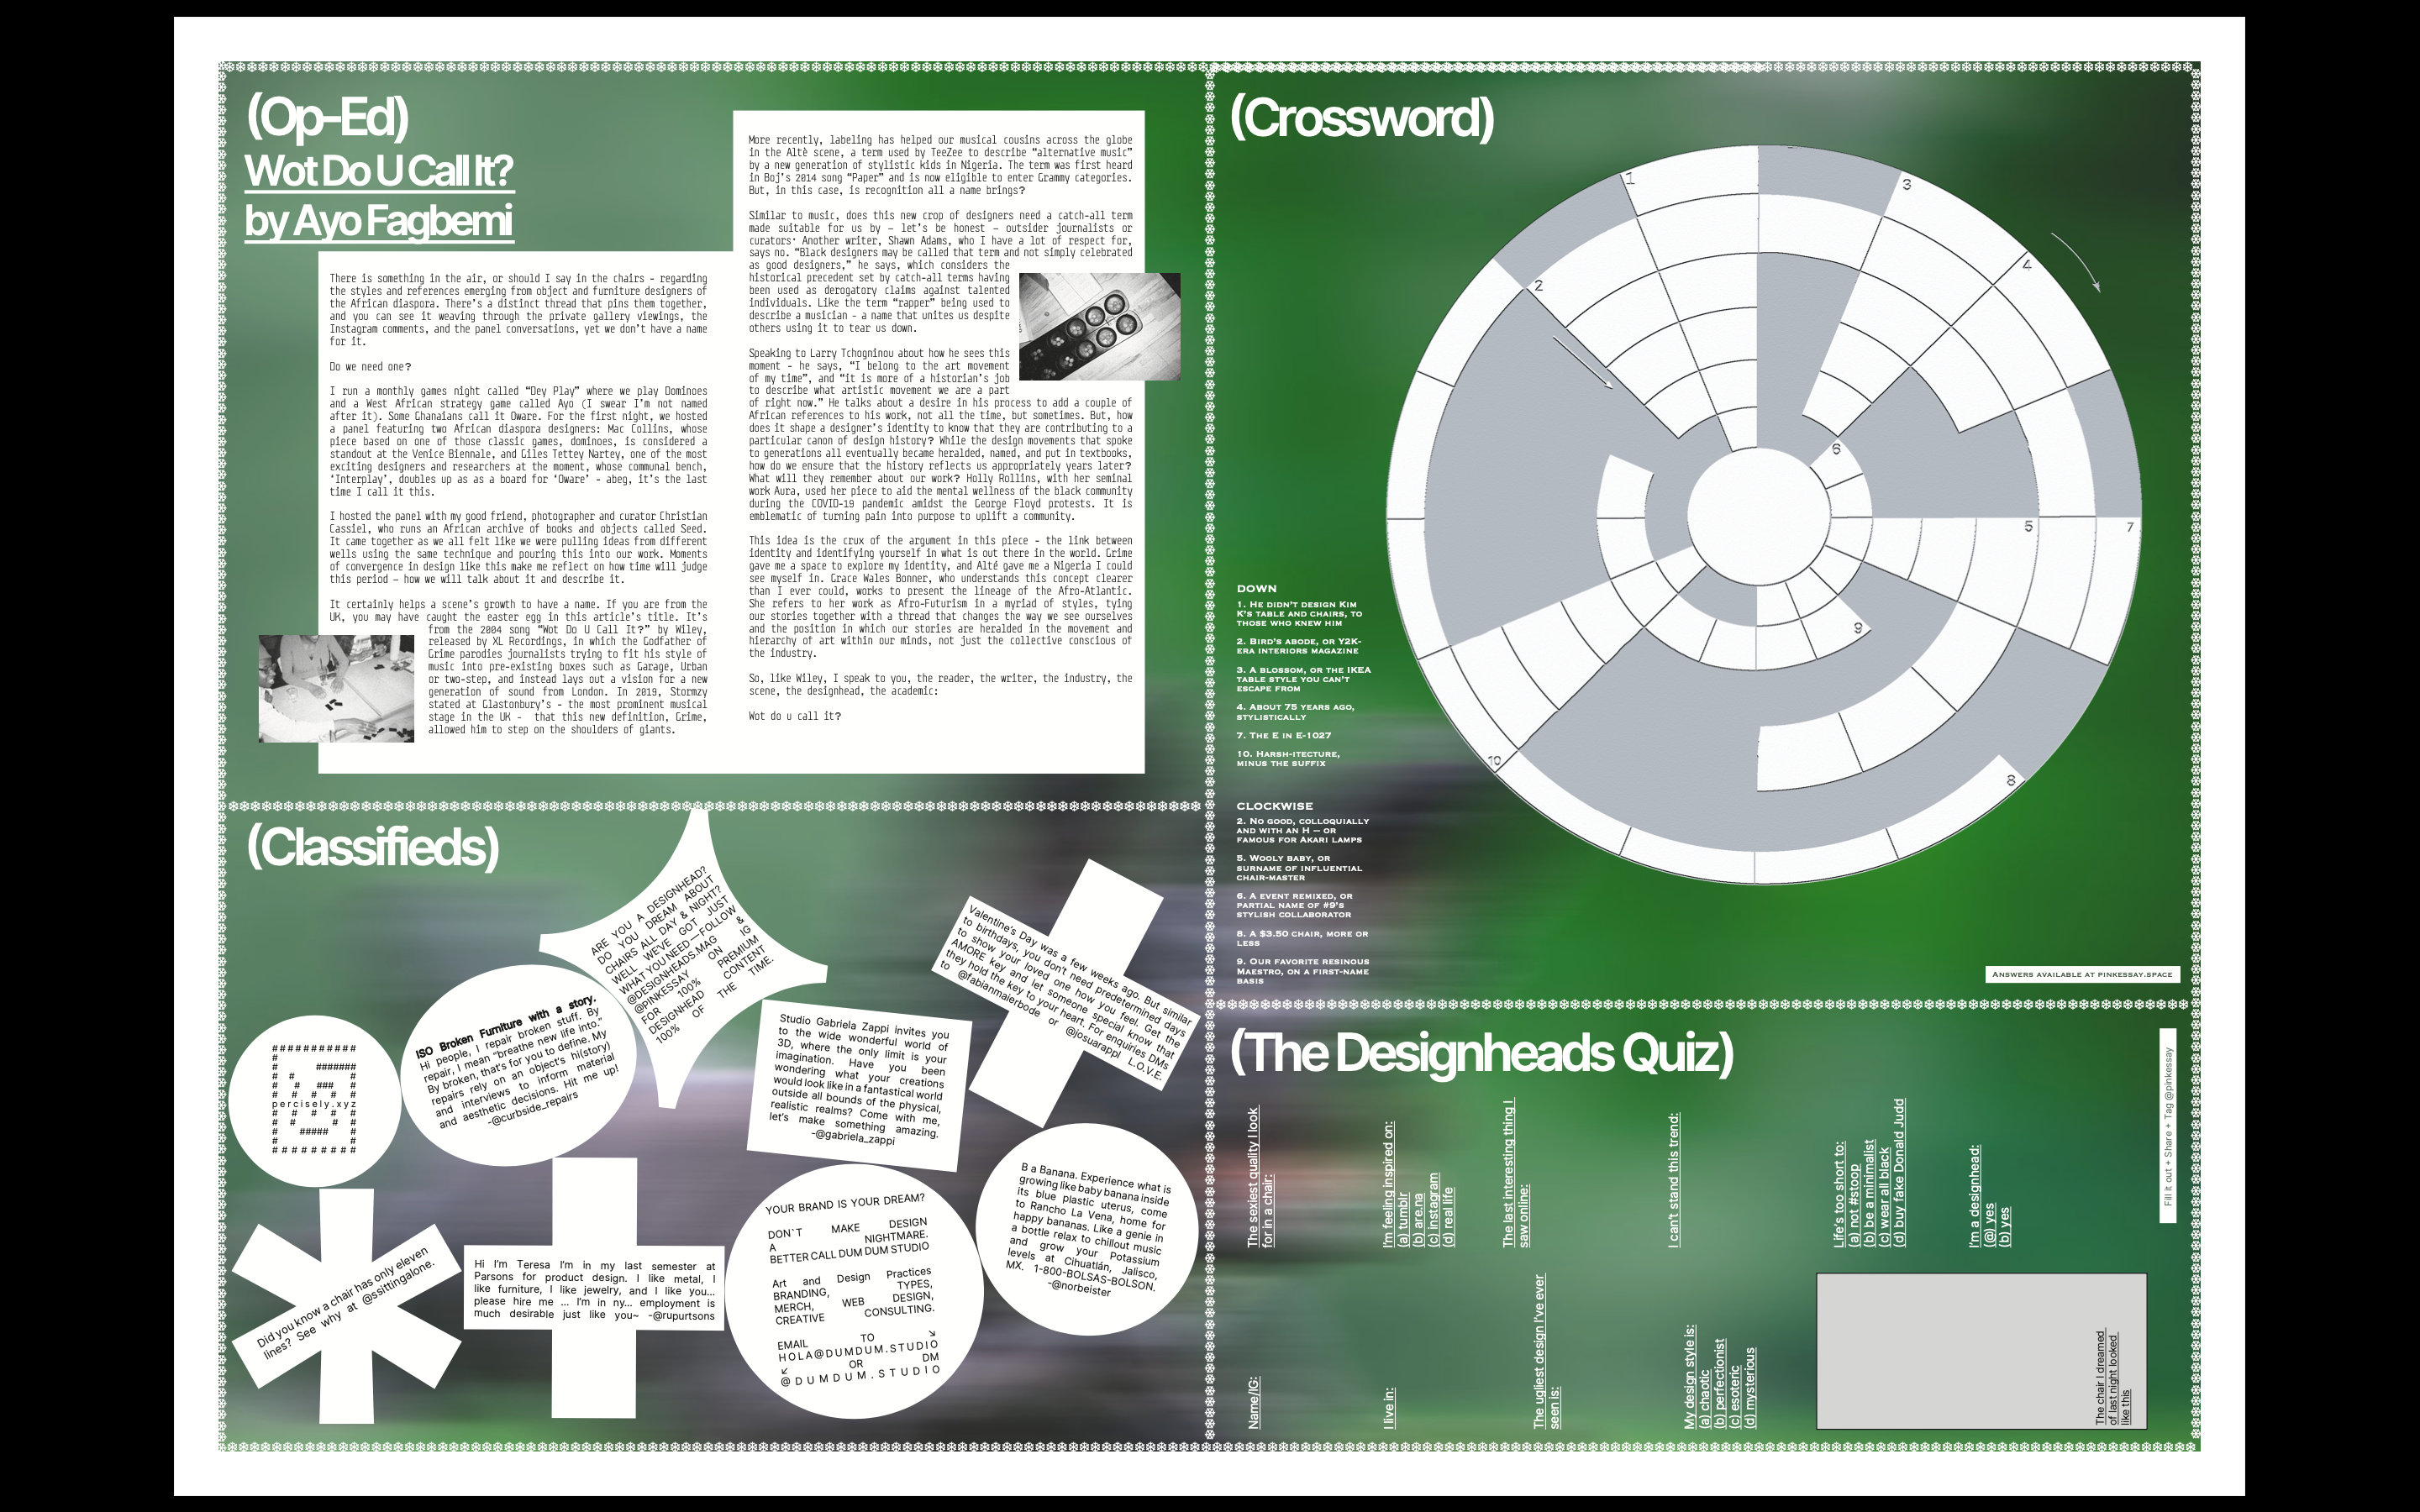 (Op-Ed)
Wot Do U Call It?
by Ayo Fagbemi
There is something in the air, or should I say in the chairs - regarding
the styles and references emerging from object and furniture designers of
the African diaspora. There's a distinct thread that pins them together,
and you can see it weaving through the private gallery viewings, the
Instagram comments, and the panel conversations, yet we don't have a name
for it.
Do we need one?
I run a monthly games night called "Dey Play" where we play Dominoes
and a West African strategy game called Ayo (I swear I'm not named
after it). Some Ghanaians call it Oware. For the first night, we hosted
a panel featuring two African diaspora designers: Mac Collins, whose
piece based on one of those classic games, dominoes, is considered a
standout at the Venice Biennale, and Giles Tettey Nartey, one of the most
exciting designers and researchers at the moment, whose communal bench,
'Interplay', doubles up as as a board for 'Oware' - abeg, it's the last
time I call it this.
I hosted the panel with my good friend, photographer and curator Christian
Cassiel, who runs an African archive of books and objects called Seed.
It came together as we all felt like we were pulling ideas from different
wells using the same technique and pouring this into our work. Moments
of convergence in design like this make me reflect on how time will judge
this period – how we will talk about it and describe it.
It certainly helps a scene's growth to have a name. If you are from the
UK, you may have caught the easter egg in this article's title. It's
from the 2004 song "Wot Do U Call It?" by Wiley,
released by XL Recordings, in which the Godfather of
Grime parodies journalists trying to fit his style of
music into pre-existing boxes such as Garage, Urban
or two-step, and instead lays out a vision for a new
generation of sound from London. In 2019, Stormzy
stated at Glastonbury's - the most prominent musical
stage in the UK - that this new definition, Grime,
allowed him to step on the shoulders of giants.
More recently, labeling has helped our musical cousins across the globe
in the Altè scene, a term used by TeeZee to describe "alternative music"
by a new generation of stylistic kids in Nigeria. The term was first heard
in Boj's 2014 song "Paper" and is now eligible to enter Grammy categories.
But, in this case, is recognition all a name brings?
Similar to music, does this new crop of designers need a catch-all term
made suitable for us by – let's be honest – outsider journalists or
curators· Another writer, Shawn Adams, who I have a lot of respect for,
says no. "Black designers may be called that term and not simply celebrated
as good designers," he says, which considers the
historical precedent set by catch-all terms having
been used as derogatory claims against talented
individuals. Like the term "rapper" being used to
describe a musician - a name that unites us despite
others using it to tear us down.
Speaking to Larry Tchogninou about how he sees this
moment - he says, "I belong to the art movement
of my time", and "it is more of a historian's job
to describe what artistic movement we are a part
of right now." He talks about a desire in his process to add a couple of
African references to his work, not all the time, but sometimes. But, how
does it shape a designer's identity to know that they are contributing to a
particular canon of design history? While the design movements that spoke
to generations all eventually became heralded, named, and put in textbooks,
how do we ensure that the history reflects us appropriately years later?
What will they remember about our work? Holly Rollins, with her seminal
work Aura, used her piece to aid the mental wellness of the black community
during the COVID-19 pandemic amidst the George Floyd protests. It is
emblematic of turning pain into purpose to uplift a community.
This idea is the crux of the argument in this piece - the link between
identity and identifying yourself in what is out there in the world. Grime
gave me a space to explore my identity, and Alté gave me a Nigeria I could
see myself in. Grace Wales Bonner, who understands this concept clearer
than I ever could, works to present the lineage of the Afro-Atlantic.
She refers to her work as Afro-Futurism in a myriad of styles, tying
our stories together with a thread that changes the way we see ourselves
and the position in which our stories are heralded in the movement and
hierarchy of art within our minds, not just the collective conscious of
the industry.
So, like Wiley, I speak to you, the reader, the writer, the industry, the
scene, the designhead, the academic:
Wot do u call it?
(Crossword)
1
3
4
2
6
5
7
9
10
8
DOWN
1. HE DIDN'T DESIGN KIM
K'S TABLE AND CHAIRS, TO
THOSE WHO KNEW HIM
2. BIRD'S ABODE, OR Y2K-
ERA INTERIORS MAGAZINE
3. A BLOSSOM, OR THE IKEA
TABLE STYLE YOU CAN'T
ESCAPE FROM
4. ABOUT 75 YEARS AGO,
STYLISTICALLY
7. THE E IN E-1027
10. HARSH-ITECTURE,
MINUS THE SUFFIX
CLOCKWISE
2. NO GOOD, COLLOQUIALLY
AND WITH AN H -- OR
FAMOUS FOR AKARI LAMPS
5. WOOLY BABY, OR
SURNAME OF INFLUENTIAL
CHAIR-MASTER
6. A EVENT REMIXED, OR
PARTIAL NAME OF #9'S
STYLISH COLLABORATOR
8. A $3.50 CHAIR, MORE OR
LESS
9. OUR FAVORITE RESINOUS
MAESTRO, ON A FIRST-NAME
BASIS
ANSWERS AVAILABLE AT PINKESSAY.SPACE
(Classifieds)
ARE YOU A DESIGNHEAD?
DO YOU DREAM ABOUT
CHAIRS ALL DAY & NIGHT?
WELL WE'VE GOT JUST
WHAT YOU NEED—FOLLOW
@DESIGNHEADS.MAG &
@PINKESSAY ON IG
FOR 100% PREMIUM
DESIGNHEAD CONTENT
100% OF THE TIME.
Valentine's Day was a few weeks ago. But similar
to birthdays, you don't need predetermined days
to show your loved one how you feel. Get the
AMORE key and let someone special know that
they hold the key to your heart. For enquiries DMs
to @fabianmaierbode or @josuarappl L.O.V.E.
ISO Broken Furniture with a story.
Hi people, I repair broken stuff. By
repair, I mean "breathe new life into."
By broken, that's for you to define. My
repairs rely on an object's hi(story)
and interviews to inform material
and aesthetic decisions. Hit me up!
-@curbside_repairs
Studio Gabriela Zappi invites you
to the wide wonderful world of
3D, where the only limit is your
imagination. Have you been
wondering what your creations
would look like in a fantastical world
outside all bounds of the physical,
realistic realms? Come with me,
let's make something amazing.
-@gabriela_zappi
# # # # # # # # # # #
#
# #######
# # #
# # ### #
# # # # #
percisely.xyz
# # # # #
# # # #
# ##### #
# #
# # # # # # # # #
B a Banana. Experience what is
growing like baby banana inside
its blue plastic uterus, come
to Rancho La Vena, home for
happy bananas. Like a genie in
a bottle relax to chillout music
and grow your Potassium
levels at Cihuatlán, Jalisco,
MX. 1-800-BOLSAS-BOLSON.
-@norbeister
Did you know a chair has only eleven
lines? See why at @ssittingalone.
Hi I'm Teresa I'm in my last semester at
Parsons for product design. I like metal, I
like furniture, I like jewelry, and I like you...
please hire me ... I'm in ny... employment is
much desirable just like you~ -@rupurtsons
YOUR BRAND IS YOUR DREAM?
DON`T MAKE DESIGN
A NIGHTMARE.
BETTER CALL DUM DUM STUDIO
Art and Design Practices
BRANDING, TYPES,
MERCH, WEB DESIGN,
CREATIVE CONSULTING.
EMAIL TO ↘
HOLA@DUMDUM.STUDIO
↙ OR DM
@DUMDUM.STUDIO
(The Designheads Quiz)
Name/IG:
The sexiest quality I look
for in a chair:
I live in:
I'm feeling inspired on:
(a) tumblr
(b) are.na
(c) instagram
(d) real life
The ugliest design I've ever
seen is:
The last interesting thing I
saw online:
My design style is:
(a) chaotic
(b) perfectionist
(c) esoteric
(d) mysterious
I can't stand this trend:
Life's too short to:
(a) not #stoop
(b) be a minimalist
(c) wear all black
(d) buy fake Donald Judd
I'm a designhead:
(@) yes
(b) yes
The chair I dreamed
of last night looked
like this
Fill it out + Share + Tag @pinkessay